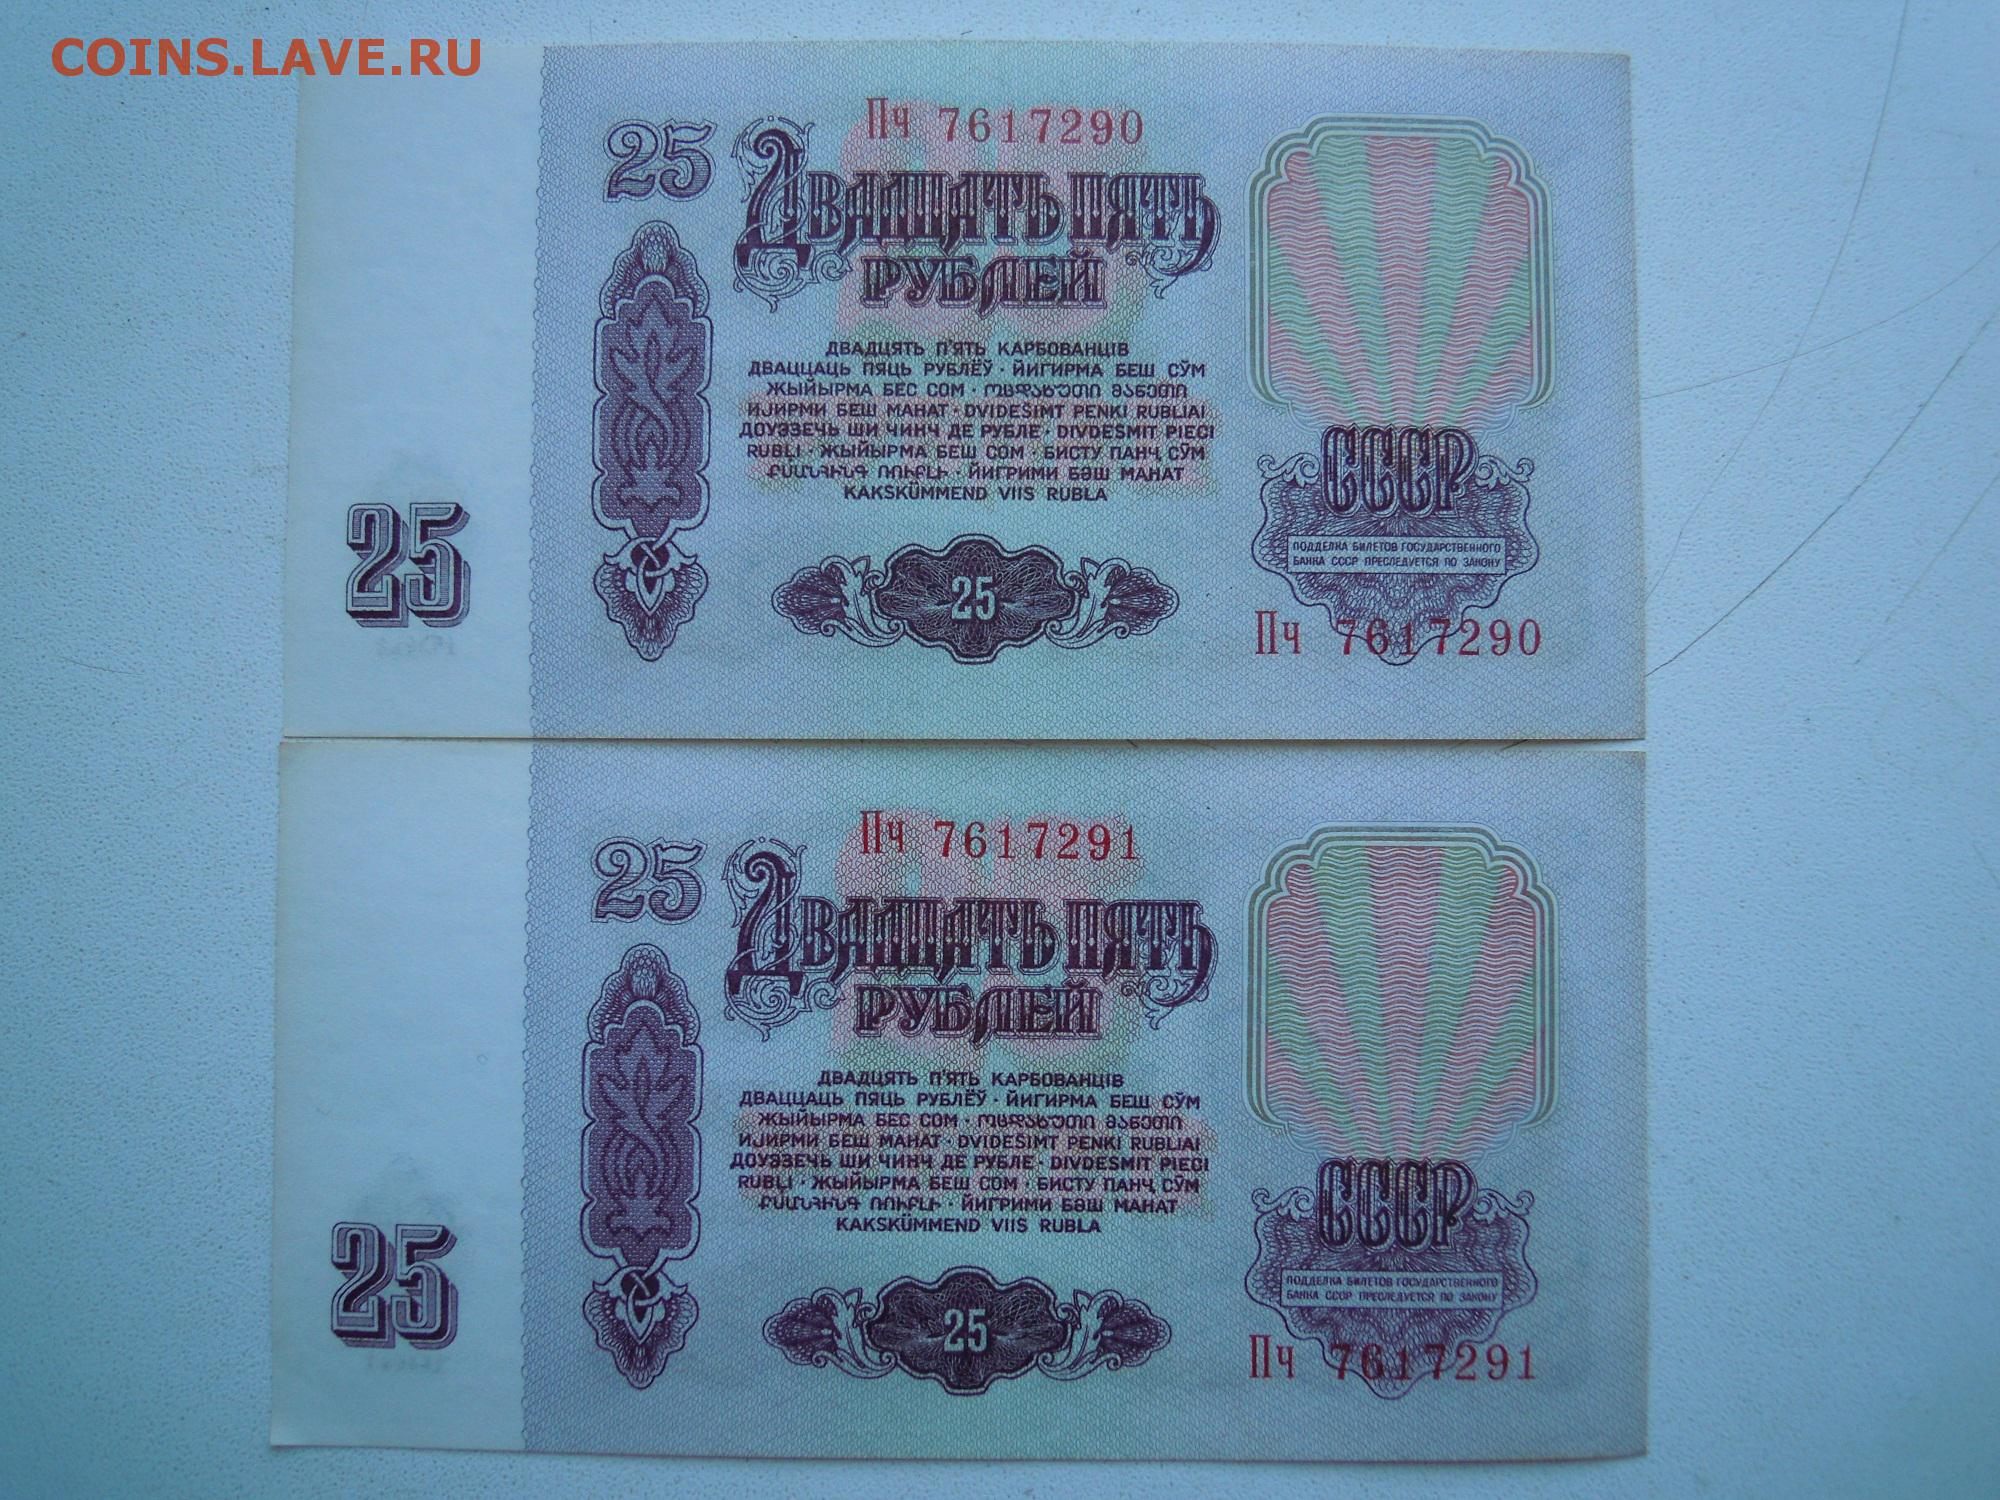 COINS.LAVE.RU
Пч 7617290
25
ДВАДЦАТЬ ПЯТЬ
РУБЛЕЙ
ДВАДЦЯТЬ П'ЯТЬ КАРБОВАНЦІВ
ДВАЦЦАЦЬ ПЯЦЬ РУБЛЁЎ · ЙИГИРМА БЕШ СЎМ
ЖЫЙЫРМА БЕС СОМ · ოცდახუთი მანეთი
ИЈИРМИ БЕШ МАНАТ · DVIDEŠIMT PENKI RUBLIAI
ДОУЭЗЕЧЬ ШИ ЧИНЧ ДЕ РУБЛЕ · DIVDESMIT PIECI
RUBĻI · ЖЫЙЫРМА БЕШ СОМ · БИСТУ ПАНҶ СӮМ
ՔՍԱՆՀԻՆԳ ՌՈՒԲԼԻ · ЙИГРИМИ БӘШ МАНАТ
KAKSKÜMMEND VIIS RUBLA
СССР
ПОДДЕЛКА БИЛЕТОВ ГОСУДАРСТВЕННОГО
БАНКА СССР ПРЕСЛЕДУЕТСЯ ПО ЗАКОНУ
25
25
Пч 7617290
Пч 7617291
25
ДВАДЦАТЬ ПЯТЬ
РУБЛЕЙ
ДВАДЦЯТЬ П'ЯТЬ КАРБОВАНЦІВ
ДВАЦЦАЦЬ ПЯЦЬ РУБЛЁЎ · ЙИГИРМА БЕШ СЎМ
ЖЫЙЫРМА БЕС СОМ · ოცდახუთი მანეთი
ИЈИРМИ БЕШ МАНАТ · DVIDEŠIMT PENKI RUBLIAI
ДОУЭЗЕЧЬ ШИ ЧИНЧ ДЕ РУБЛЕ · DIVDESMIT PIECI
RUBĻI · ЖЫЙЫРМА БЕШ СОМ · БИСТУ ПАНҶ СӮМ
ՔՍԱՆՀԻՆԳ ՌՈՒԲԼԻ · ЙИГРИМИ БӘШ МАНАТ
KAKSKÜMMEND VIIS RUBLA
СССР
ПОДДЕЛКА БИЛЕТОВ ГОСУДАРСТВЕННОГО
БАНКА СССР ПРЕСЛЕДУЕТСЯ ПО ЗАКОНУ
25
25
Пч 7617291